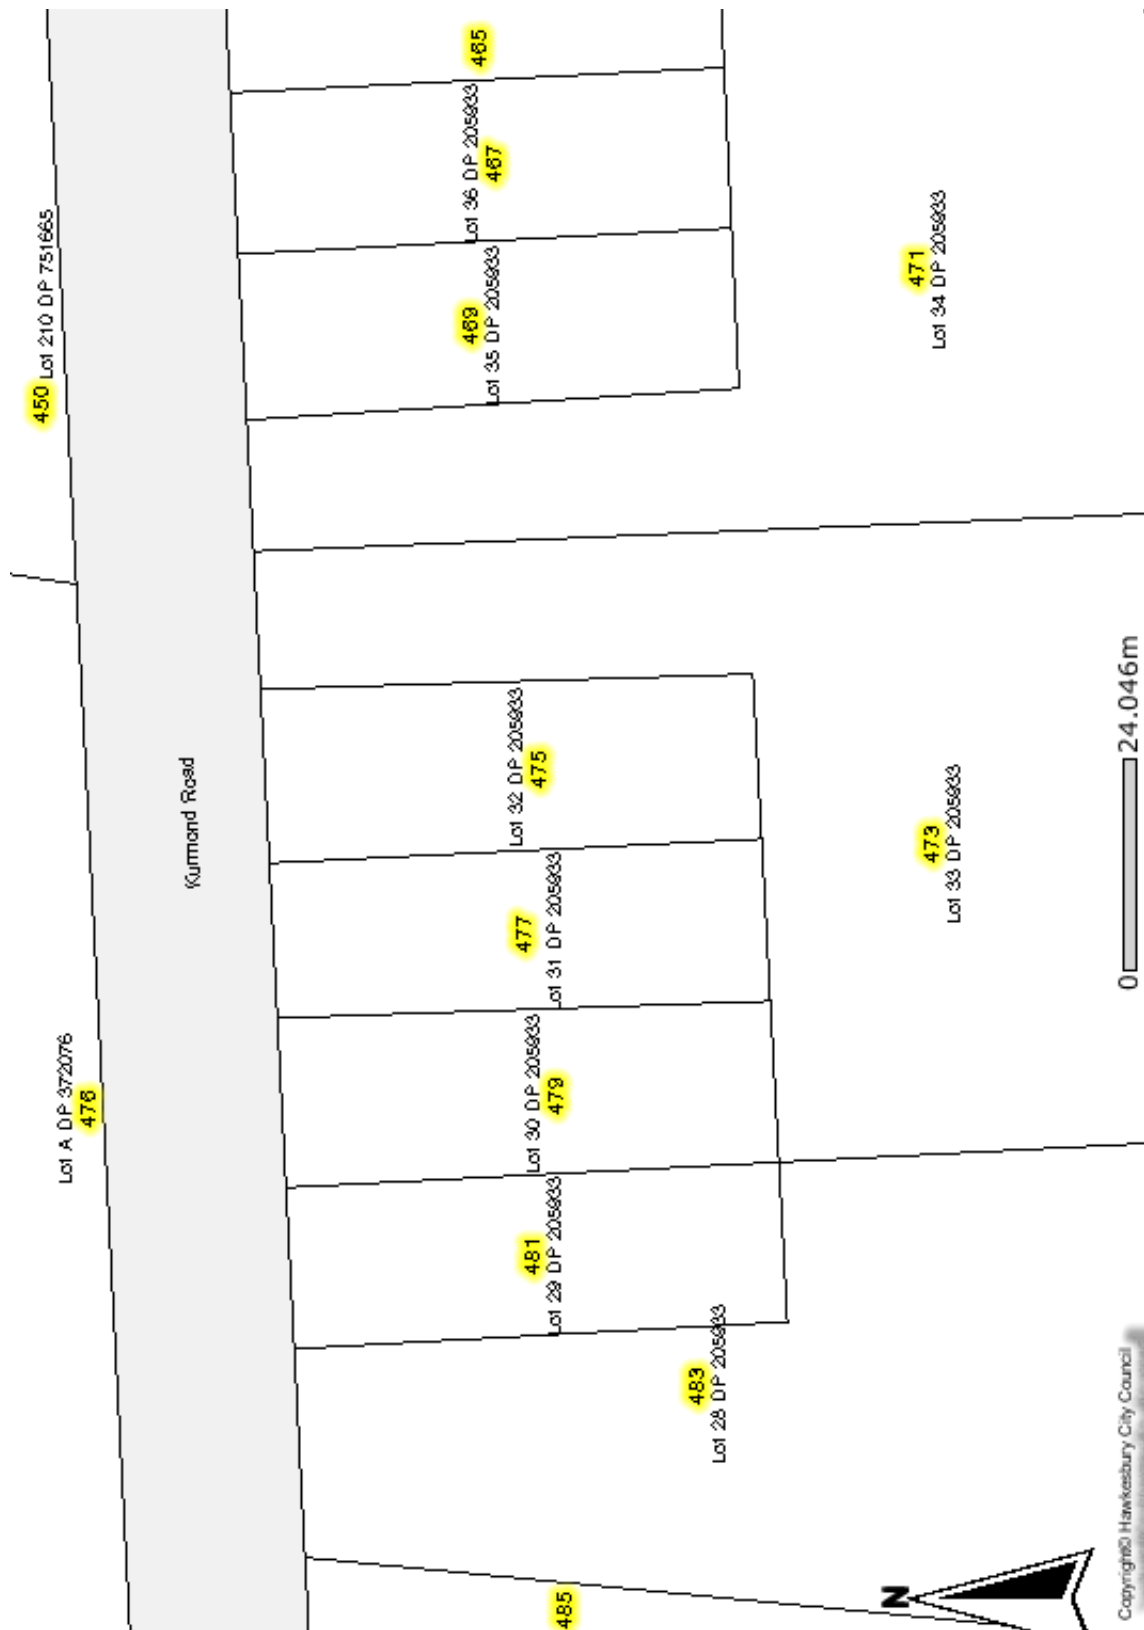 450 Lot 210 DP 751665
Lot A DP 372076
476
Kurmond Road
465
Lot 36 DP 205933
467
469
Lot 35 DP 205933
471
Lot 34 DP 205933
Lot 32 DP 205933
475
477
Lot 31 DP 205933
Lot 30 DP 205933
479
481
Lot 29 DP 205933
473
Lot 33 DP 205933
483
Lot 28 DP 205933
485
N
0 24.046m
Copyright© Hawkesbury City Council